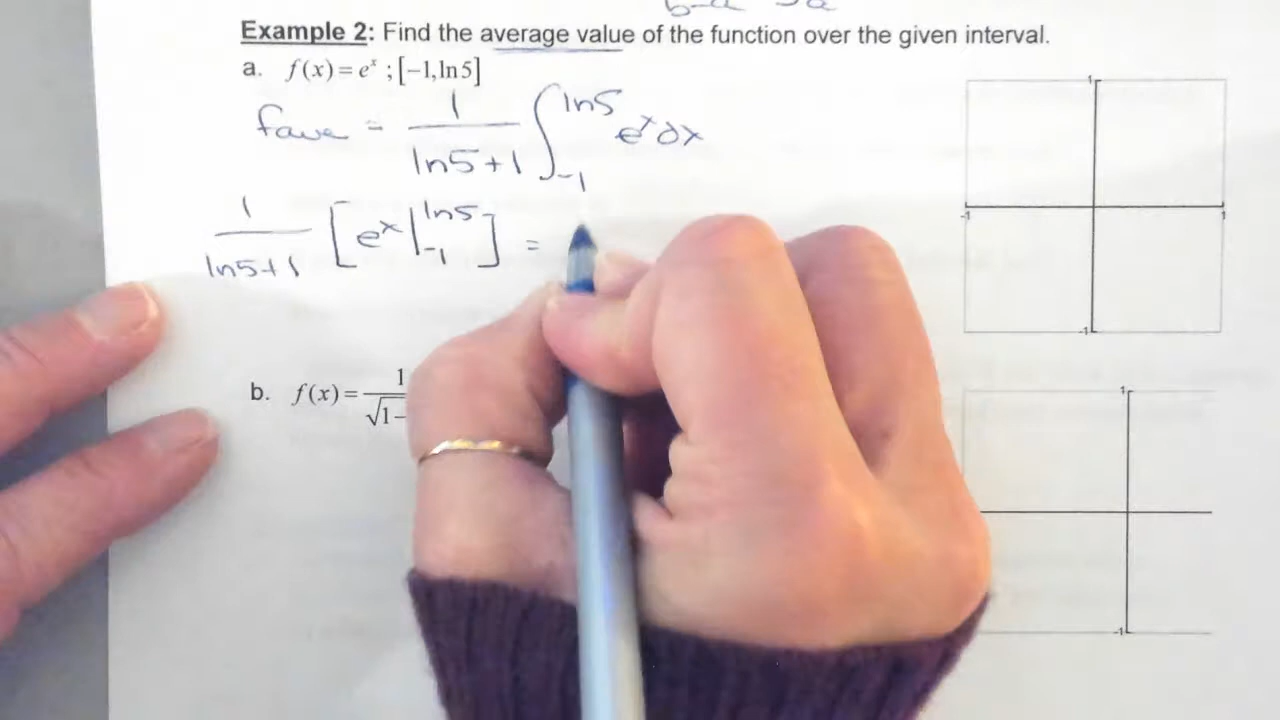 b-a a
Example 2: Find the average value of the function over the given interval.
a. f(x) = e^x ; [-1, ln 5]
fave = 1/(ln5+1) ∫_{-1}^{ln5} e^x dx
1/(ln5+1) [e^x |_{-1}^{ln5}] =
b. f(x) = 1/√1-
1
-1 1
-1
1
-1